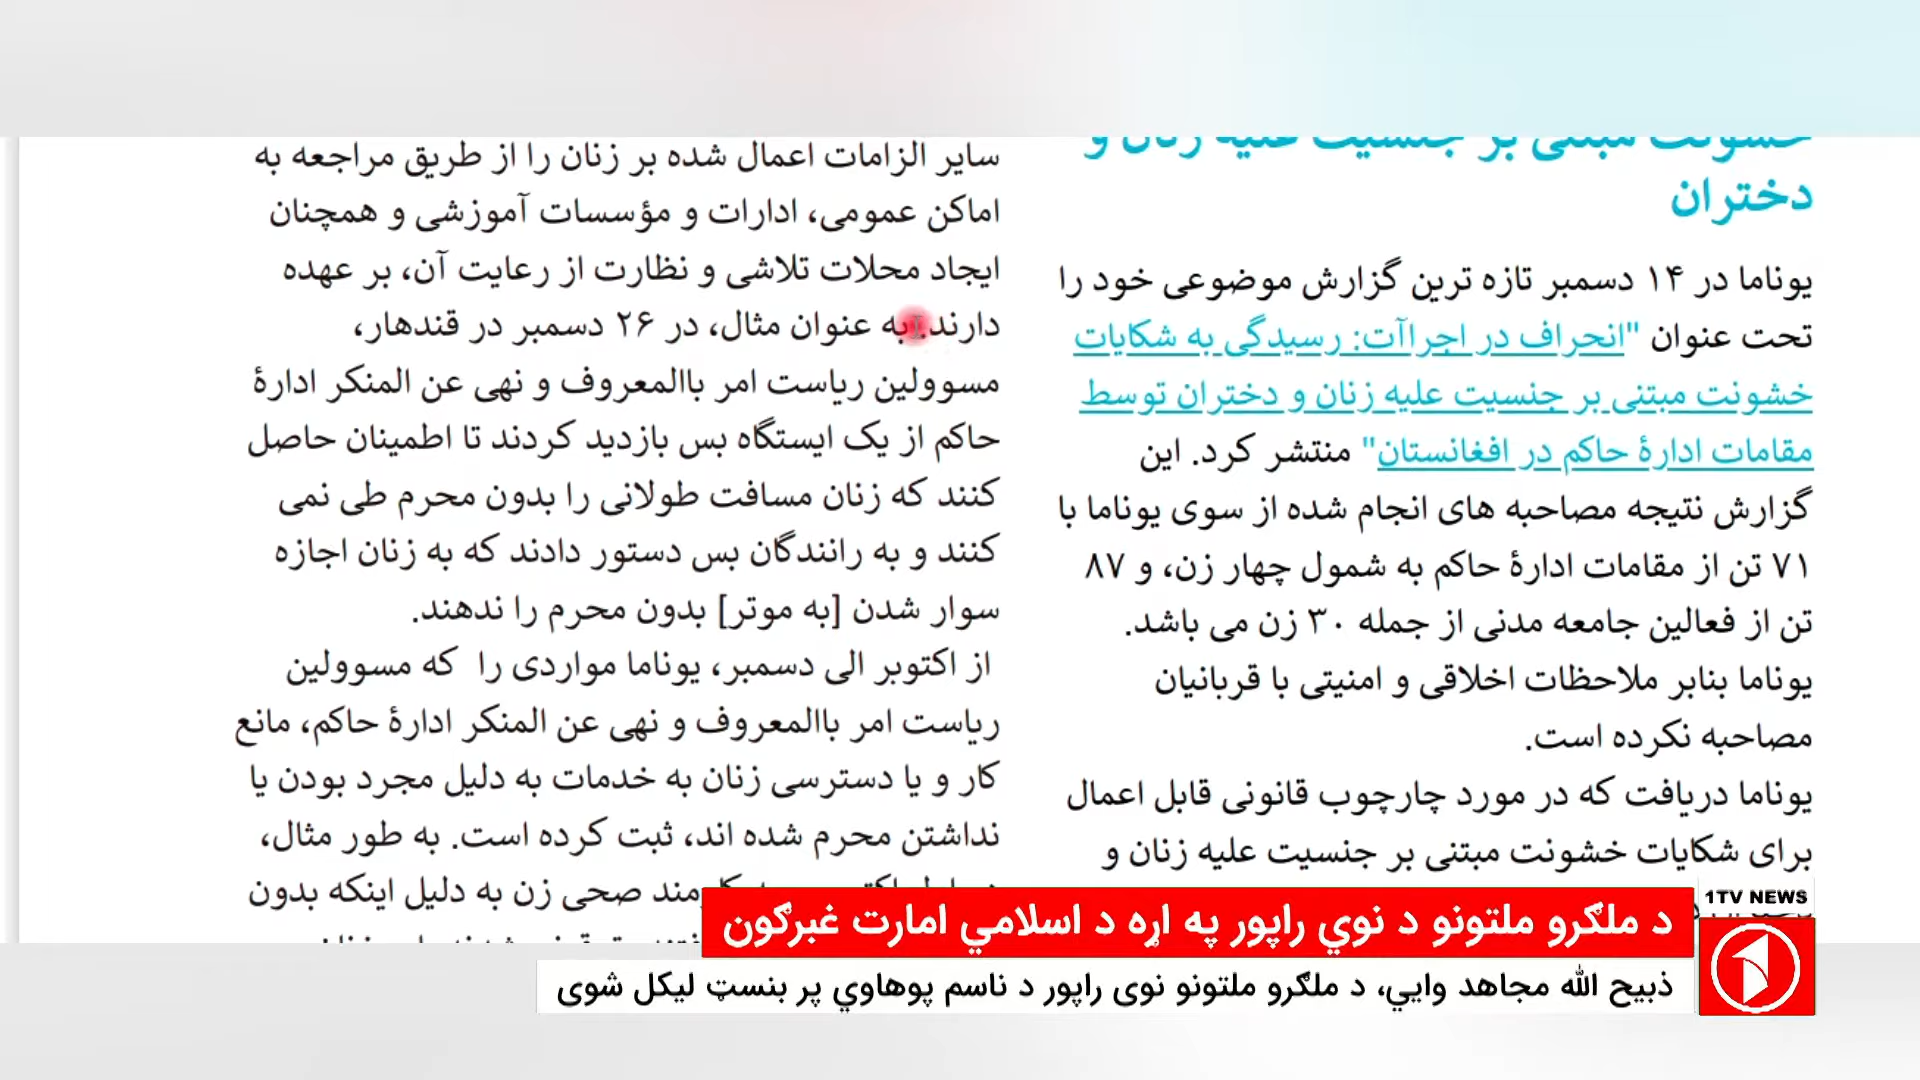 خشونت مبتنی بر جنسیت علیه زنان و
دختران
یوناما در ۱۴ دسمبر تازه ترین گزارش موضوعی خود را
تحت عنوان "انحراف در اجراآت: رسیدگی به شکایات
خشونت مبتنی بر جنسیت علیه زنان و دختران توسط
مقامات ادارۀ حاکم در افغانستان" منتشر کرد. این
گزارش نتیجه مصاحبه های انجام شده از سوی یوناما با
۷۱ تن از مقامات ادارۀ حاکم به شمول چهار زن، و ۸۷
تن از فعالین جامعه مدنی از جمله ۳۰ زن می باشد.
یوناما بنابر ملاحظات اخلاقی و امنیتی با قربانیان
مصاحبه نکرده است.
یوناما دریافت که در مورد چارچوب قانونی قابل اعمال
برای شکایات خشونت مبتنی بر جنسیت علیه زنان و
سایر الزامات اعمال شده بر زنان را از طریق مراجعه به
اماکن عمومی، ادارات و مؤسسات آموزشی و همچنان
ایجاد محلات تلاشی و نظارت از رعایت آن، بر عهده
دارند. به عنوان مثال، در ۲۶ دسمبر در قندهار،
مسوولین ریاست امر باالمعروف و نهی عن المنکر ادارۀ
حاکم از یک ایستگاه بس بازدید کردند تا اطمینان حاصل
کنند که زنان مسافت طولانی را بدون محرم طی نمی
کنند و به رانندگان بس دستور دادند که به زنان اجازه
سوار شدن [به موتر] بدون محرم را ندهند.
از اکتوبر الی دسمبر، یوناما مواردی را که مسوولین
ریاست امر باالمعروف و نهی عن المنکر ادارۀ حاکم، مانع
کار و یا دسترسی زنان به خدمات به دلیل مجرد بودن یا
نداشتن محرم شده اند، ثبت کرده است. به طور مثال،
صحی زن به دلیل اینکه بدون
1TV NEWS
د ملګرو ملتونو د نوي راپور په اړه د اسلامي امارت غبرګون
ذبیح الله مجاهد وايي، د ملګرو ملتونو نوی راپور د ناسم پوهاوي پر بنسټ لیکل شوی